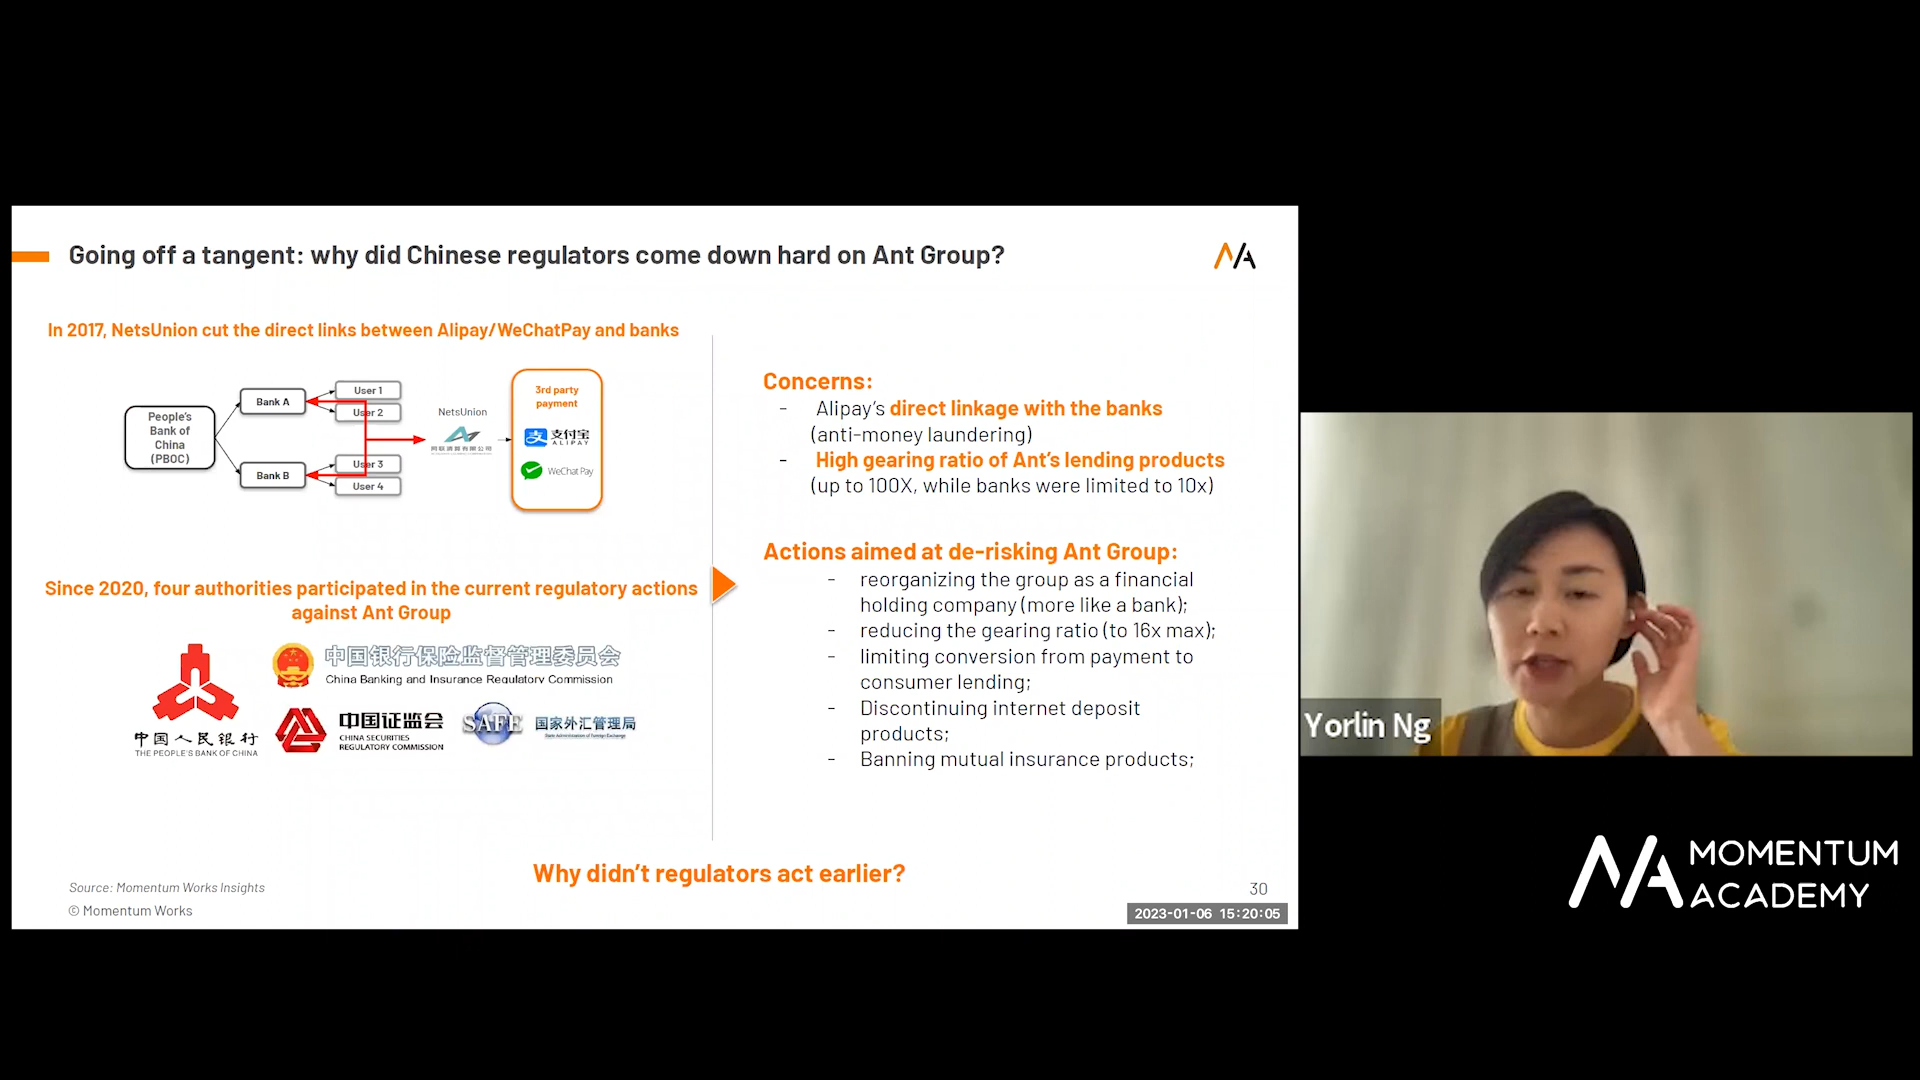 Going off a tangent: why did Chinese regulators come down hard on Ant Group?
In 2017, NetsUnion cut the direct links between Alipay/WeChatPay and banks
People's
Bank of
China
(PBOC)
Bank A
Bank B
User 1
User 2
User 3
User 4
NetsUnion
3rd party
payment
支付宝
ALIPAY
WeChat Pay
Since 2020, four authorities participated in the current regulatory actions
against Ant Group
中国人民银行
THE PEOPLE'S BANK OF CHINA
中国银行保险监督管理委员会
China Banking and Insurance Regulatory Commission
中国证监会
CHINA SECURITIES
REGULATORY COMMISSION
SAFE
国家外汇管理局
State Administration of Foreign Exchange
Concerns:
- Alipay's direct linkage with the banks
(anti-money laundering)
- High gearing ratio of Ant's lending products
(up to 100X, while banks were limited to 10x)
Actions aimed at de-risking Ant Group:
- reorganizing the group as a financial
holding company (more like a bank);
- reducing the gearing ratio (to 16x max);
- limiting conversion from payment to
consumer lending;
- Discontinuing internet deposit
products;
- Banning mutual insurance products;
Why didn't regulators act earlier?
Source: Momentum Works Insights
© Momentum Works
30
2023-01-06 15:20:05
Yorlin Ng
MOMENTUM
ACADEMY